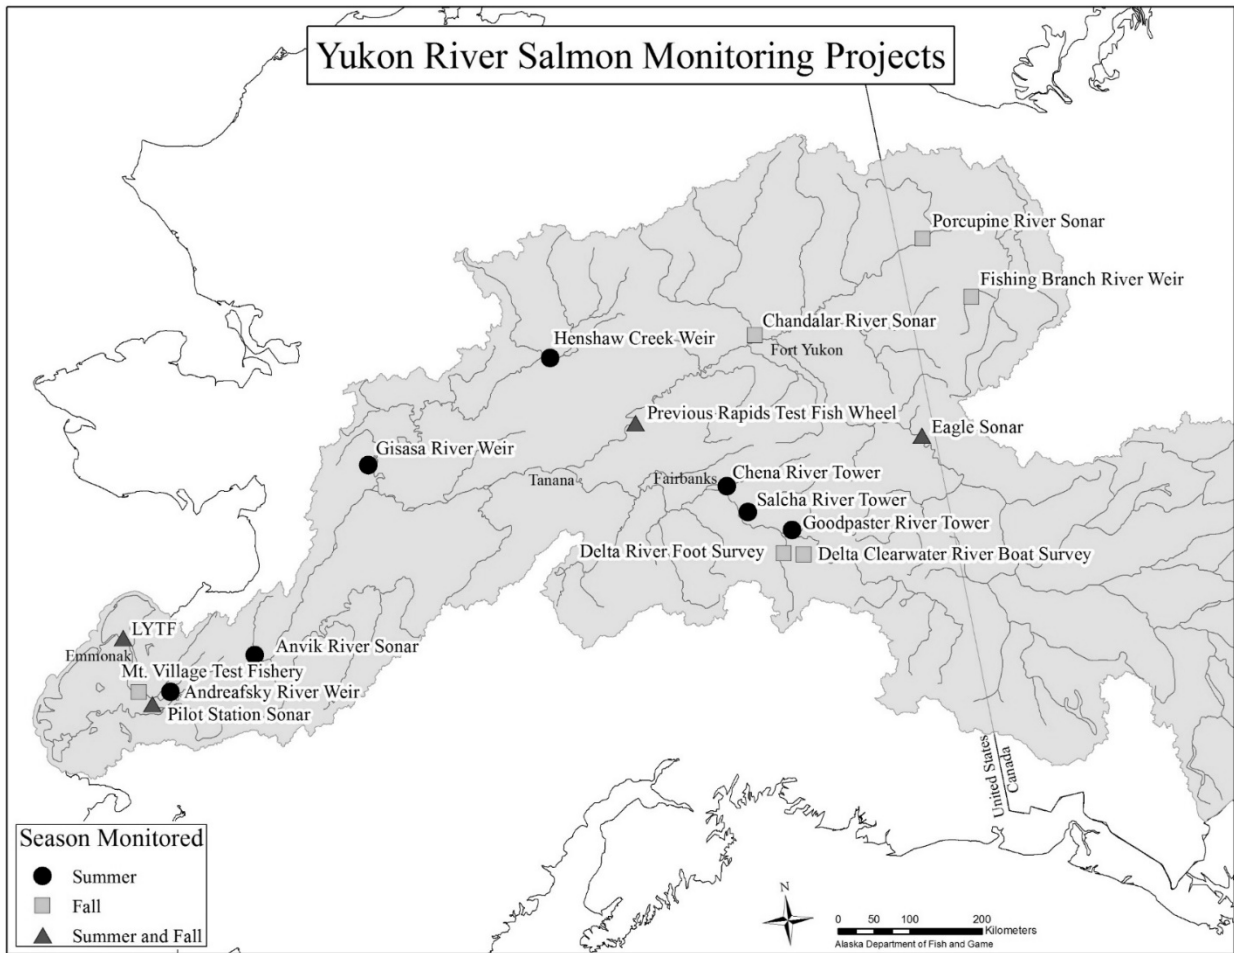 Yukon River Salmon Monitoring Projects
Porcupine River Sonar
Fishing Branch River Weir
Chandalar River Sonar
Fort Yukon
Henshaw Creek Weir
Previous Rapids Test Fish Wheel
Eagle Sonar
Gisasa River Weir
Tanana
Fairbanks
Chena River Tower
Salcha River Tower
Goodpaster River Tower
Delta River Foot Survey
Delta Clearwater River Boat Survey
LYTF
Emmonak
Anvik River Sonar
Mt. Village Test Fishery
Andreafsky River Weir
Pilot Station Sonar
United States
Canada
Season Monitored
Summer
Fall
Summer and Fall
N
0 50 100 200
Kilometers
Alaska Department of Fish and Game